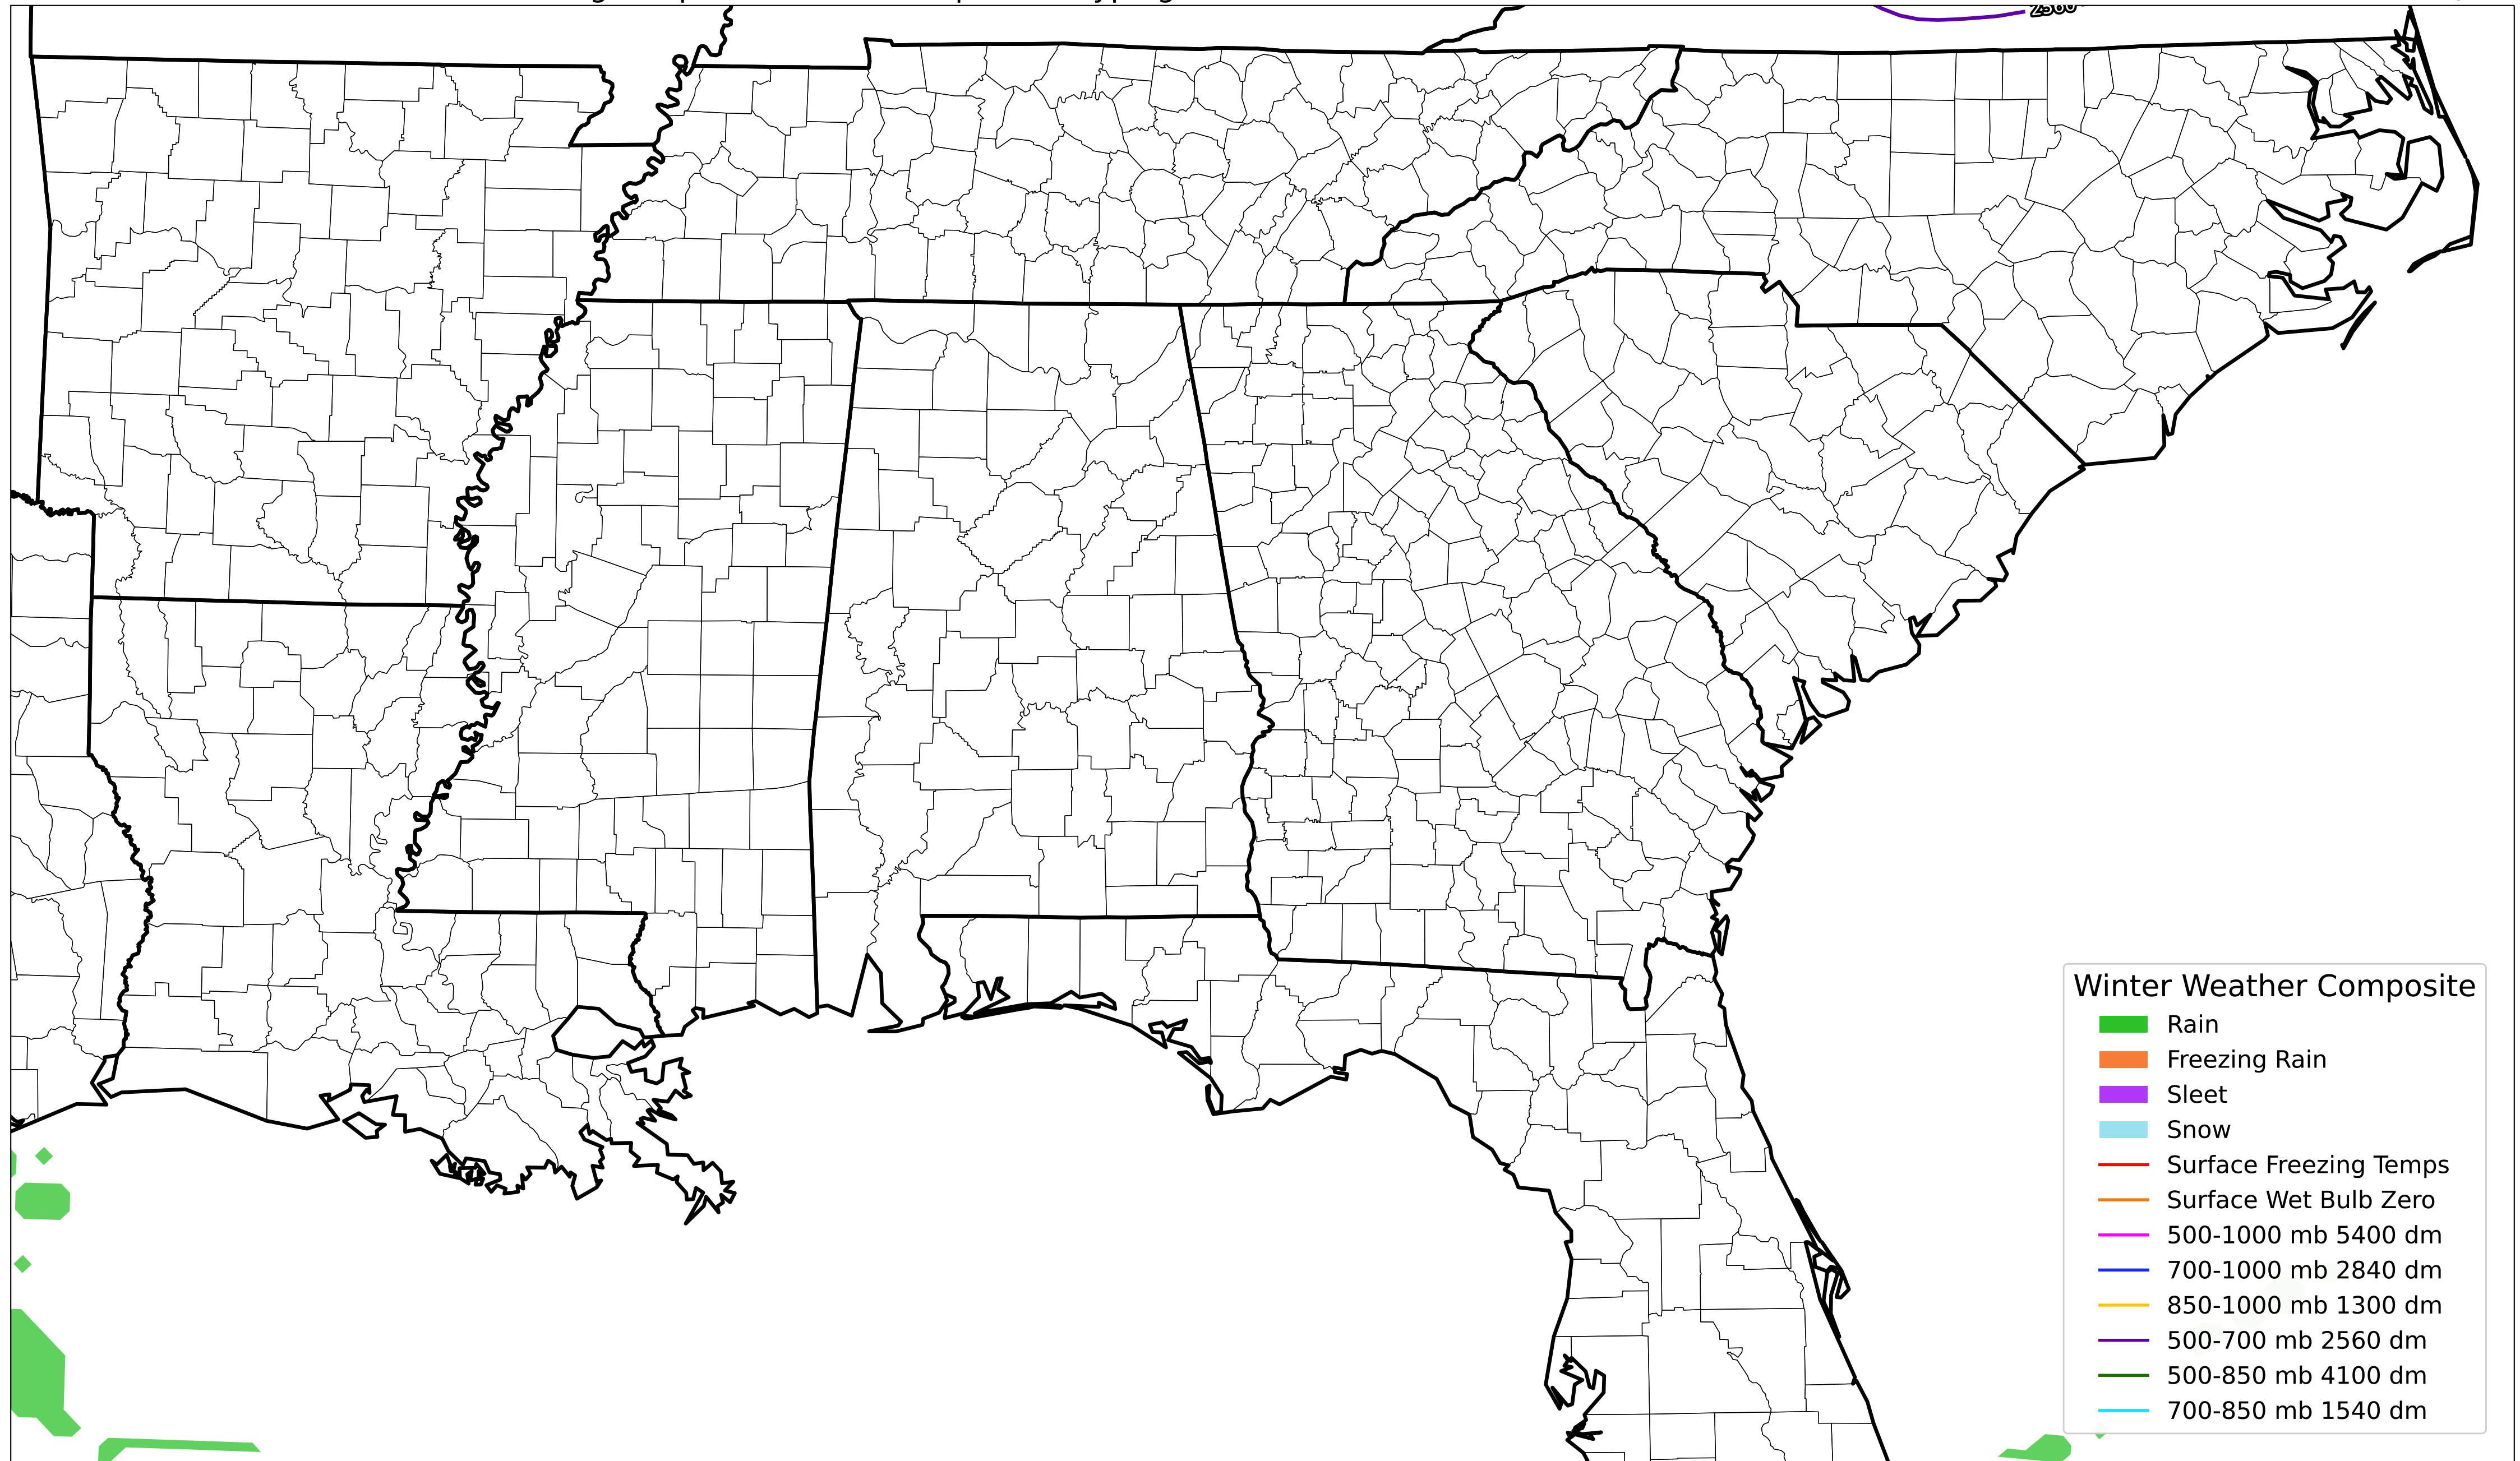 2560
Winter Weather Composite
Rain
Freezing Rain
Sleet
Snow
Surface Freezing Temps
Surface Wet Bulb Zero
500-1000 mb 5400 dm
700-1000 mb 2840 dm
850-1000 mb 1300 dm
500-700 mb 2560 dm
500-850 mb 4100 dm
700-850 mb 1540 dm